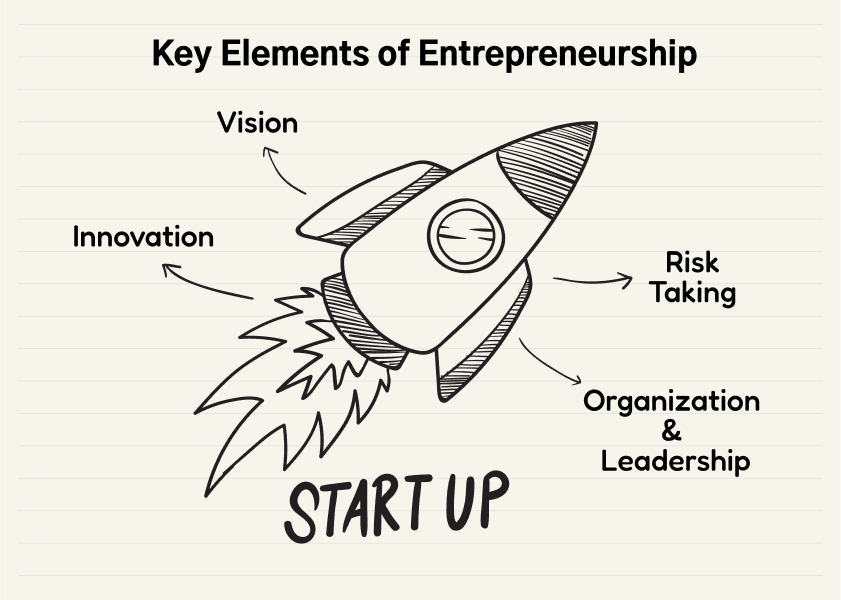 Key Elements of Entrepreneurship
Vision
Innovation
Risk
Taking
Organization
&
Leadership
START UP